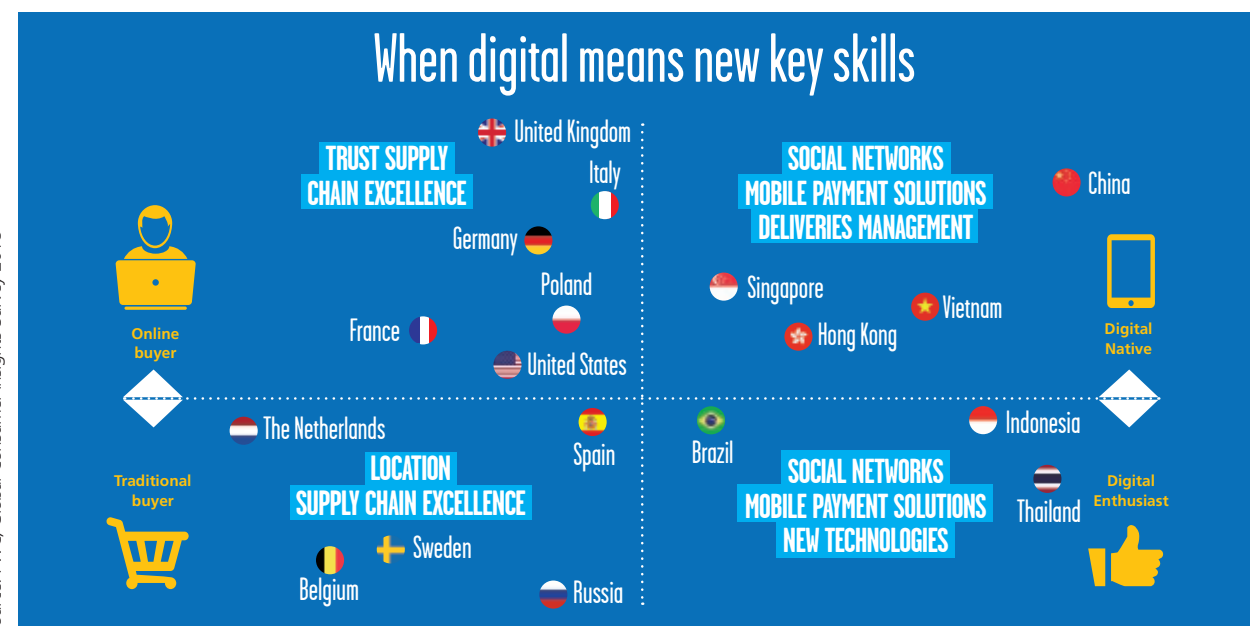 When digital means new key skills
United Kingdom
TRUST SUPPLY
CHAIN EXCELLENCE
Italy
Germany
Poland
France
United States
Online
buyer
SOCIAL NETWORKS
MOBILE PAYMENT SOLUTIONS
DELIVERIES MANAGEMENT
China
Singapore
Vietnam
Hong Kong
Digital
Native
The Netherlands
Spain
LOCATION
SUPPLY CHAIN EXCELLENCE
Traditional
buyer
Sweden
Belgium
Russia
Brazil
Indonesia
SOCIAL NETWORKS
MOBILE PAYMENT SOLUTIONS
NEW TECHNOLOGIES
Thailand
Digital
Enthusiast